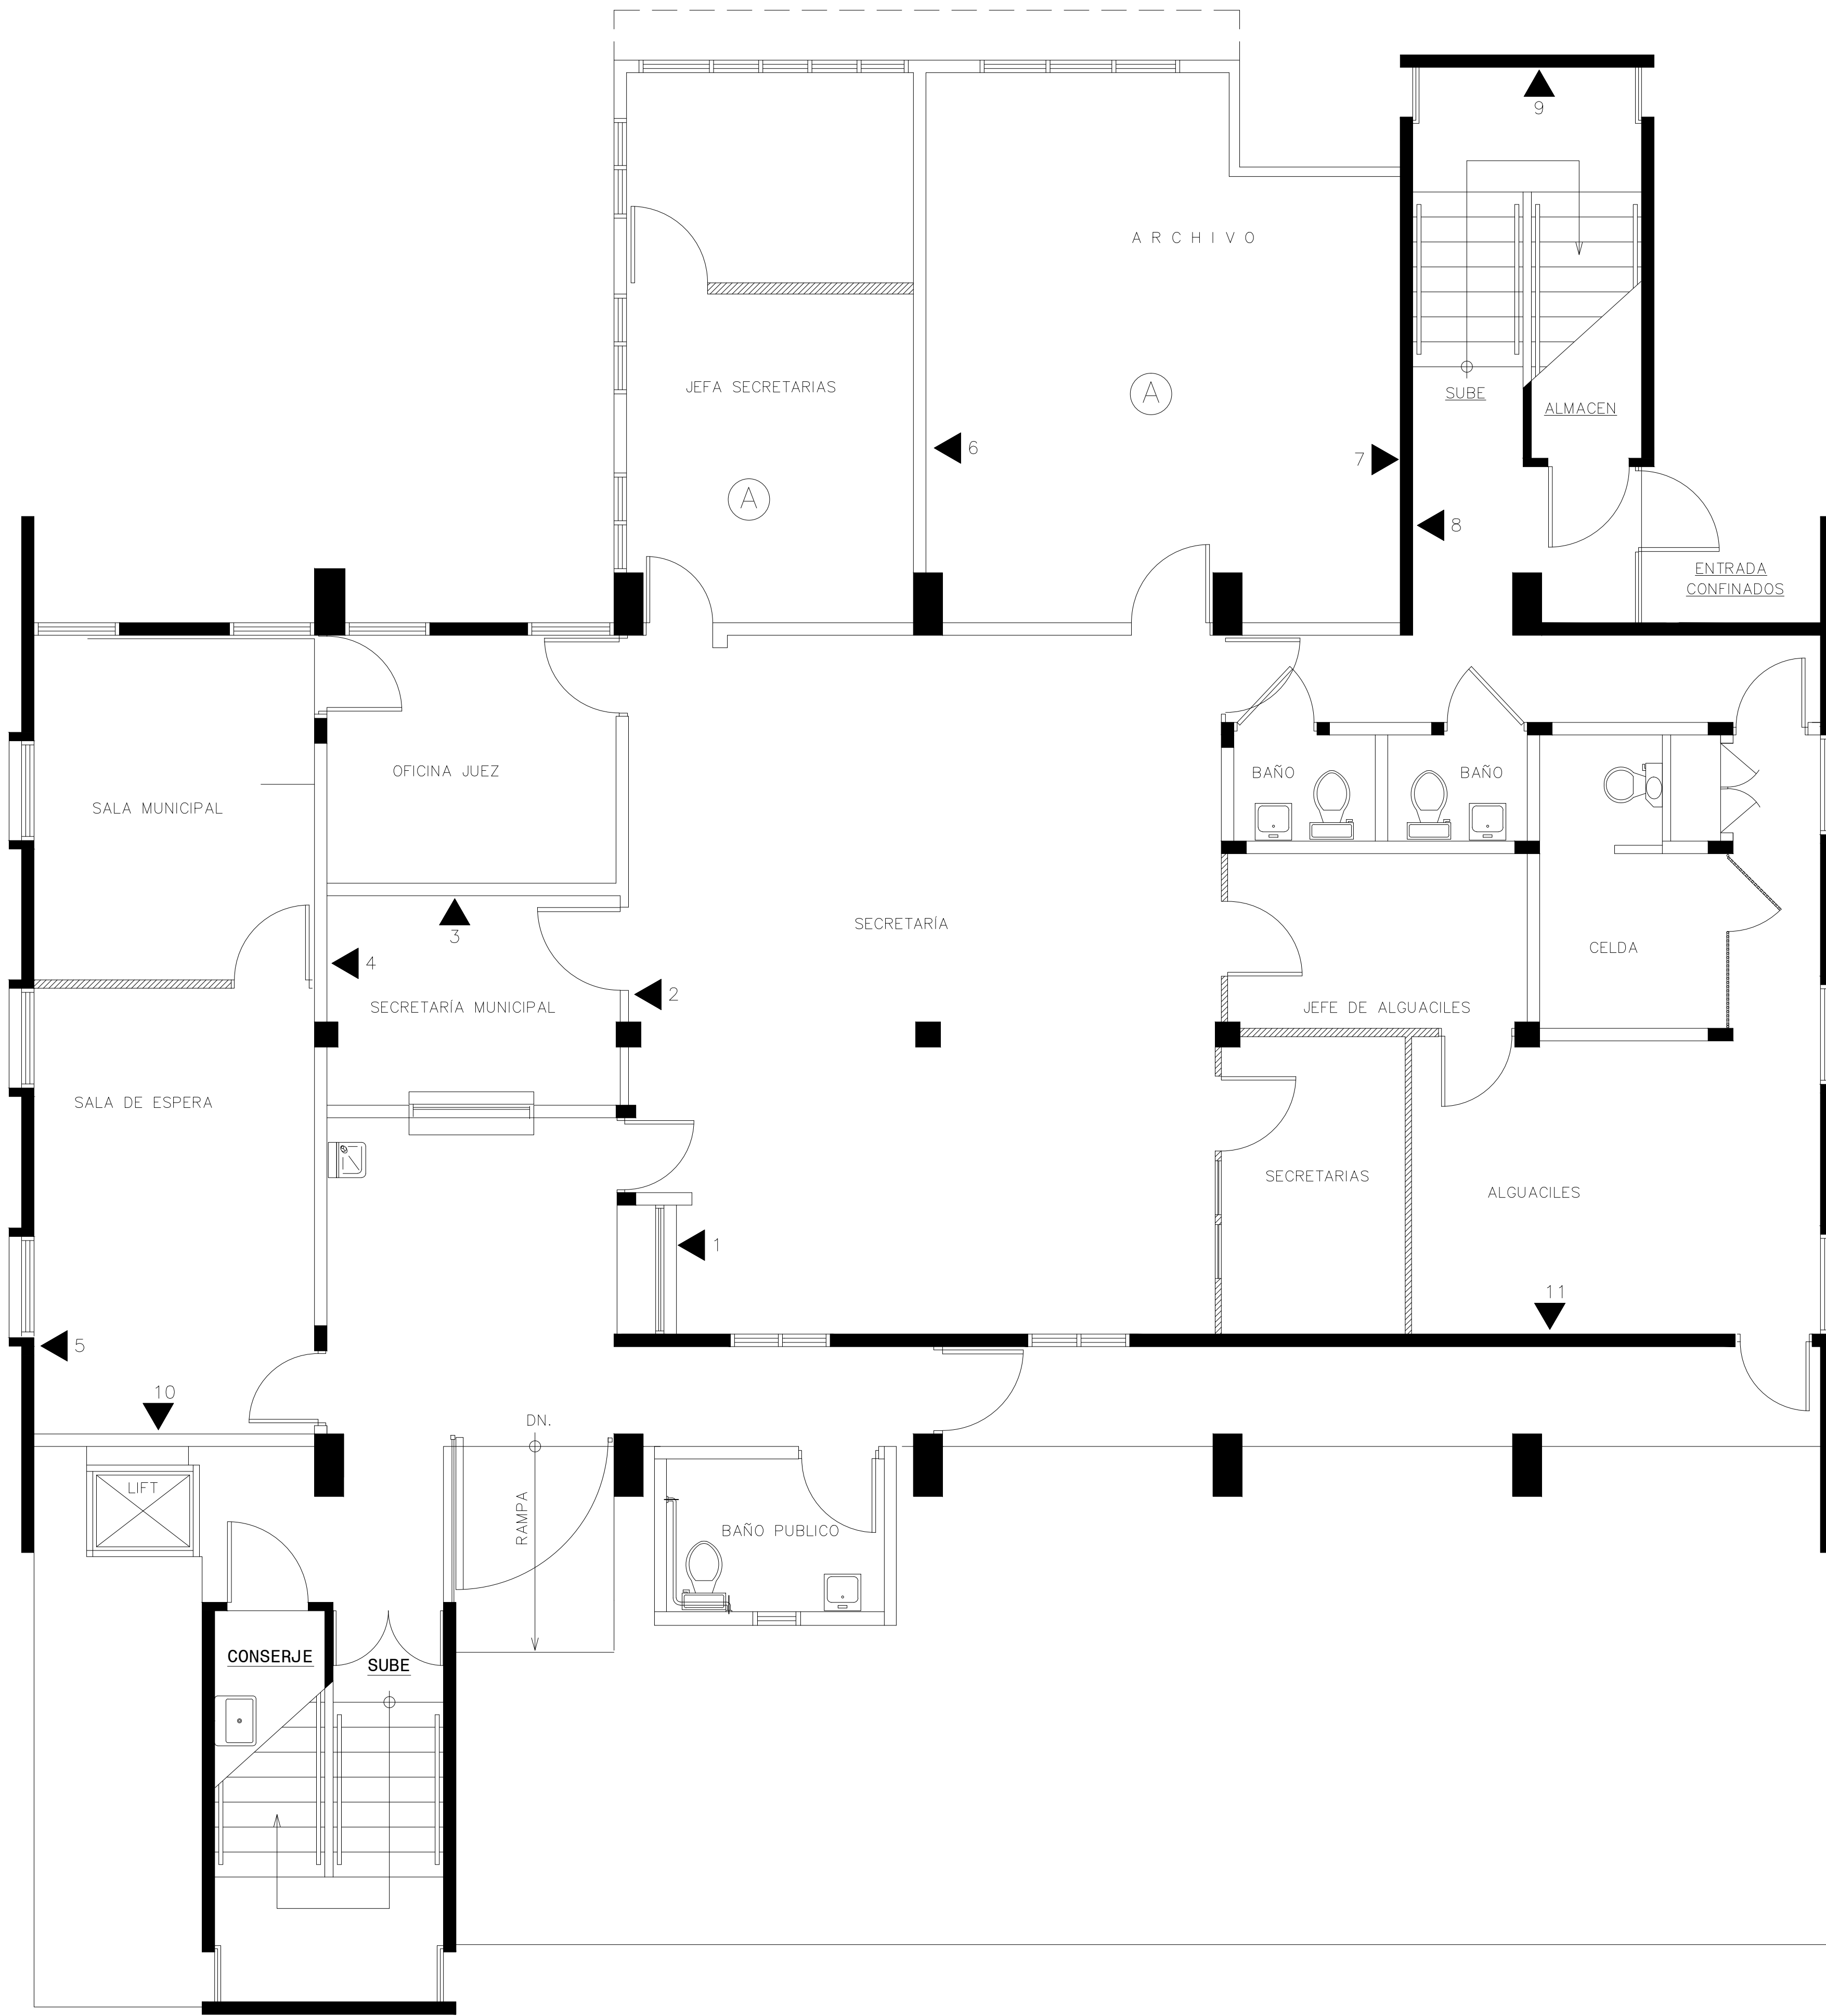 9
ARCHIVO
JEFA SECRETARIAS
A
SUBE
ALMACEN
6
7
A
8
ENTRADA
CONFINADOS
OFICINA JUEZ
BAÑO
BAÑO
SALA MUNICIPAL
SECRETARÍA
3
CELDA
4
2
SECRETARÍA MUNICIPAL
JEFE DE ALGUACILES
SALA DE ESPERA
SECRETARIAS
ALGUACILES
1
11
5
10
DN.
LIFT
RAMPA
BAÑO PUBLICO
CONSERJE
SUBE